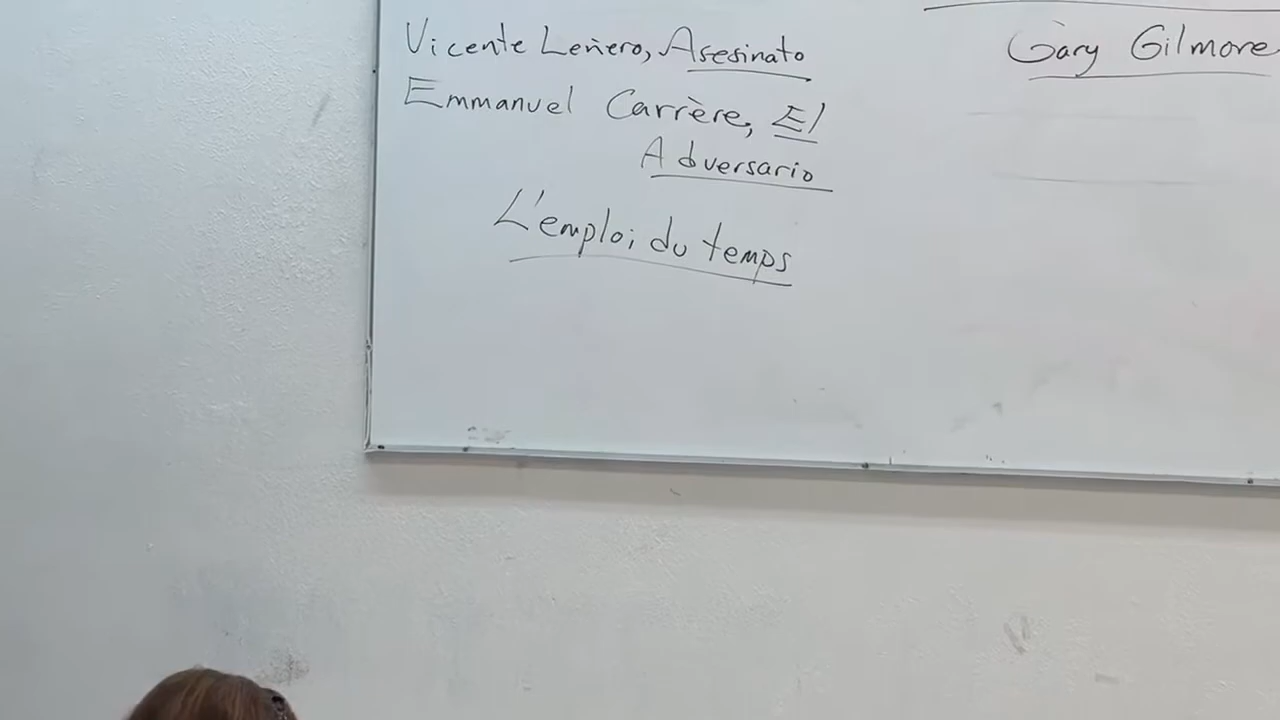 Vicente Leñero, Asesinato
Emmanuel Carrère, El
Adversario
L'emploi du temps
Gary Gilmore